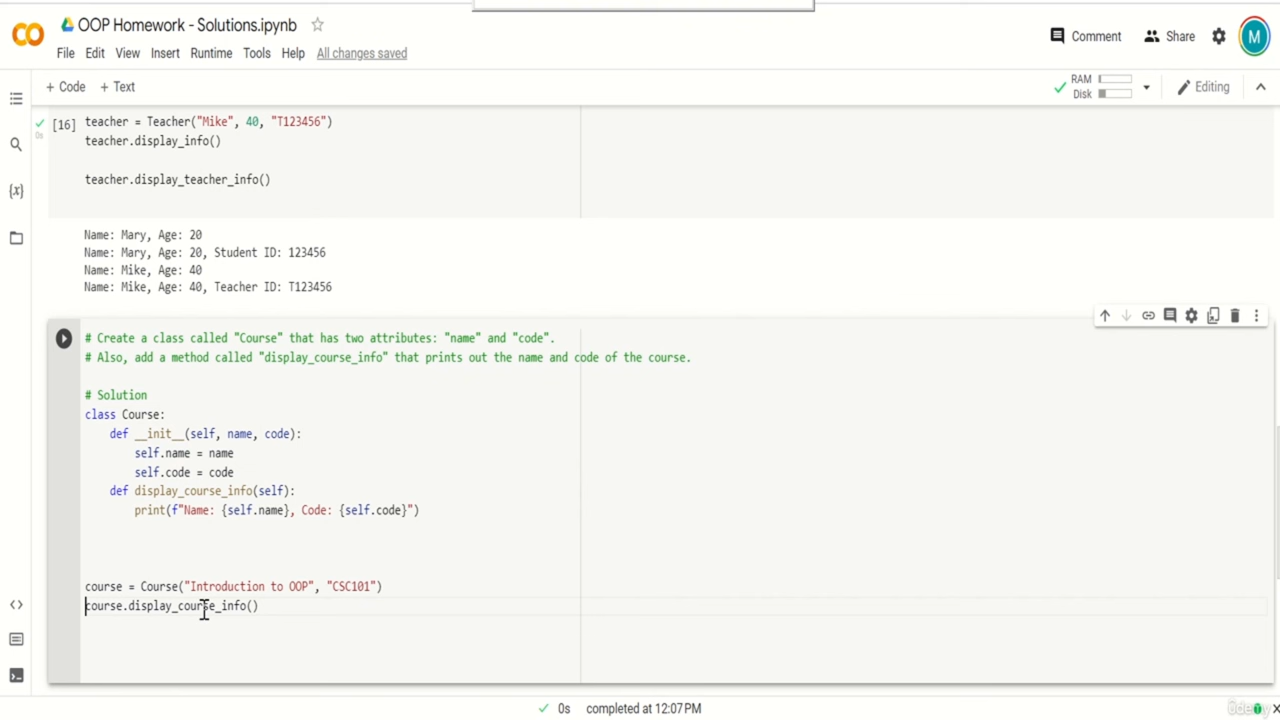 OOP Homework - Solutions.ipynb
File Edit View Insert Runtime Tools Help All changes saved
Comment Share M
+ Code + Text
RAM
Disk
Editing
[16]
0s
teacher = Teacher("Mike", 40, "T123456")
teacher.display_info()
teacher.display_teacher_info()
Name: Mary, Age: 20
Name: Mary, Age: 20, Student ID: 123456
Name: Mike, Age: 40
Name: Mike, Age: 40, Teacher ID: T123456
# Create a class called "Course" that has two attributes: "name" and "code".
# Also, add a method called "display_course_info" that prints out the name and code of the course.
# Solution
class Course:
def __init__(self, name, code):
self.name = name
self.code = code
def display_course_info(self):
print(f"Name: {self.name}, Code: {self.code}")
course = Course("Introduction to OOP", "CSC101")
course.display_course_info()
0s completed at 12:07PM